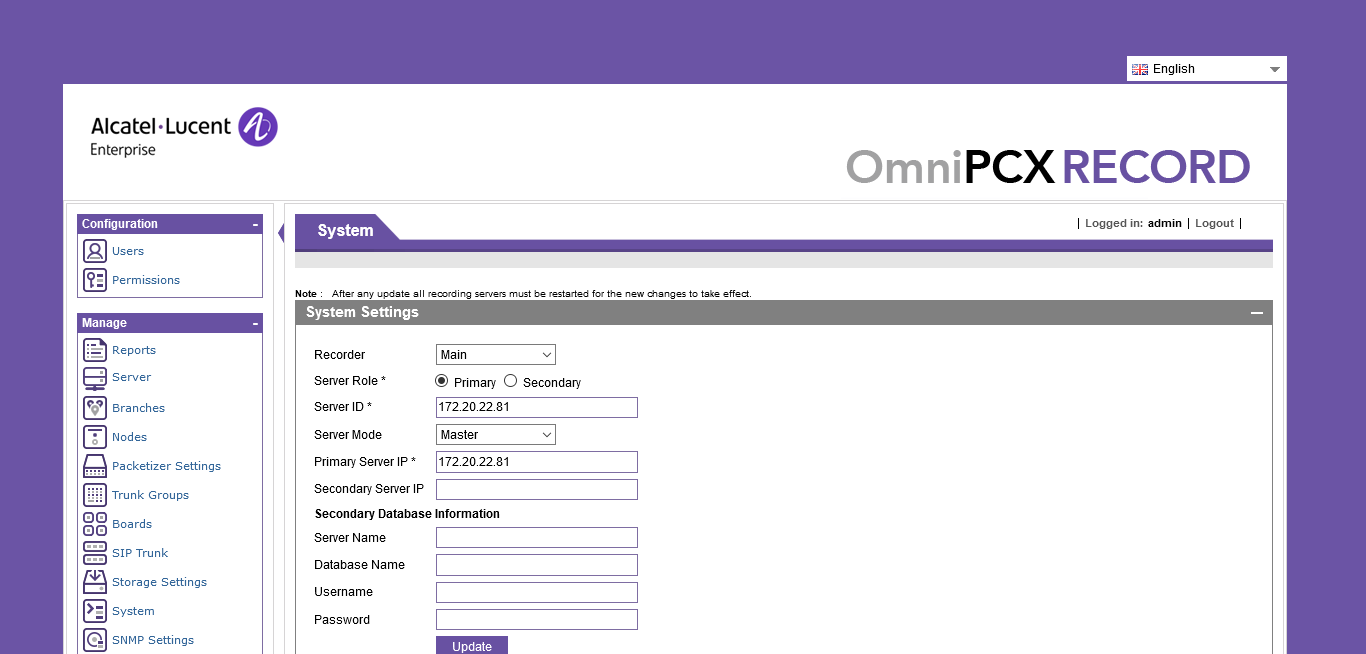 English
Alcatel·Lucent
Enterprise
OmniPCX RECORD
Configuration -
Users
Permissions
Manage -
Reports
Server
Branches
Nodes
Packetizer Settings
Trunk Groups
Boards
SIP Trunk
Storage Settings
System
SNMP Settings
System
| Logged in: admin | Logout |
Note : After any update all recording servers must be restarted for the new changes to take effect.
System Settings
Recorder Main
Server Role * Primary Secondary
Server ID * 172.20.22.81
Server Mode Master
Primary Server IP * 172.20.22.81
Secondary Server IP
Secondary Database Information
Server Name
Database Name
Username
Password
Update